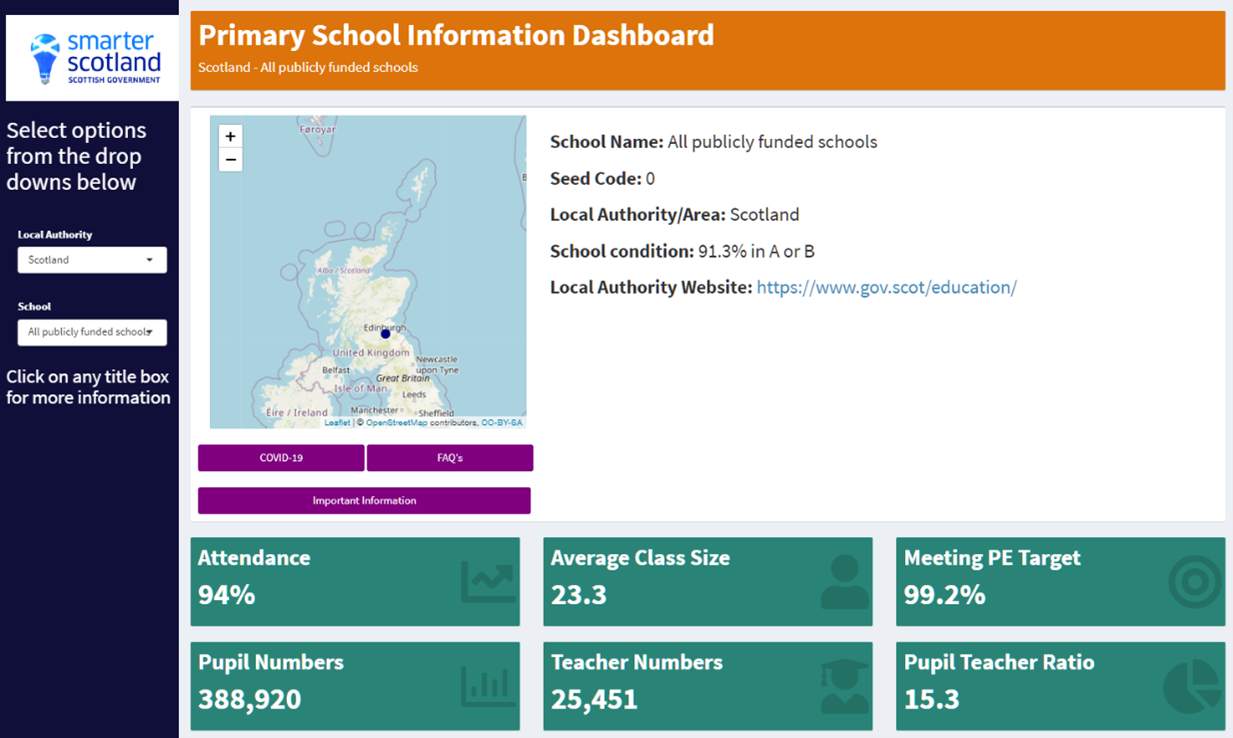 smarter
scotland
SCOTTISH GOVERNMENT
Select options
from the drop
downs below
Local Authority
Scotland
School
All publicly funded schools
Click on any title box
for more information
Primary School Information Dashboard
Scotland - All publicly funded schools
+
−
Føroyar
Alba / Scotland
Edinburgh
United Kingdom
Newcastle
upon Tyne
Belfast
Great Britain
Isle of Man
Leeds
Éire / Ireland
Manchester
Sheffield
Leaflet | © OpenStreetMap contributors, CC-BY-SA
School Name: All publicly funded schools
Seed Code: 0
Local Authority/Area: Scotland
School condition: 91.3% in A or B
Local Authority Website: https://www.gov.scot/education/
COVID-19
FAQ's
Important Information
Attendance
94%
Average Class Size
23.3
Meeting PE Target
99.2%
Pupil Numbers
388,920
Teacher Numbers
25,451
Pupil Teacher Ratio
15.3